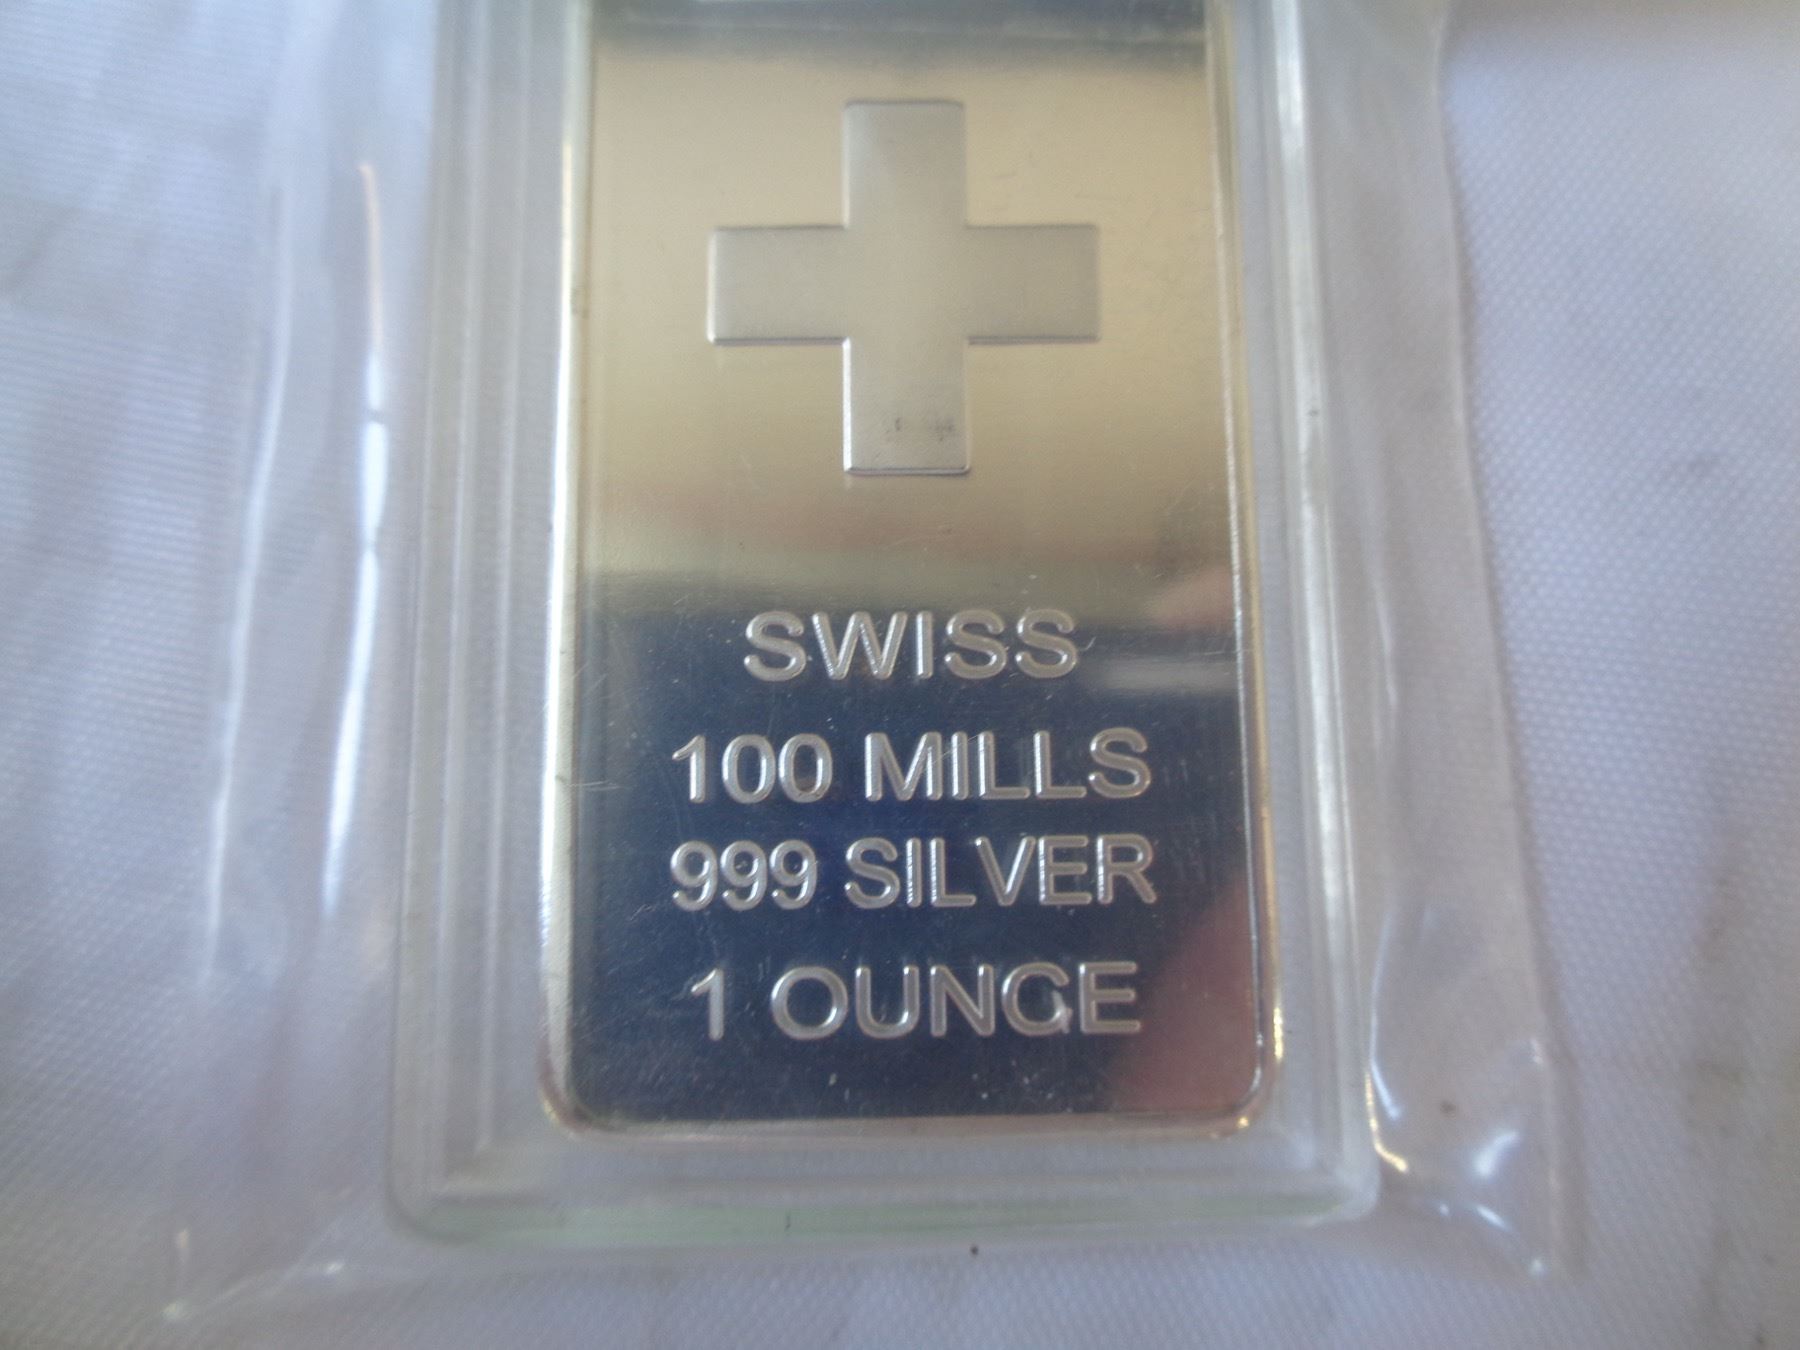 SWISS
100 MILLS
999 SILVER
1 OUNCE